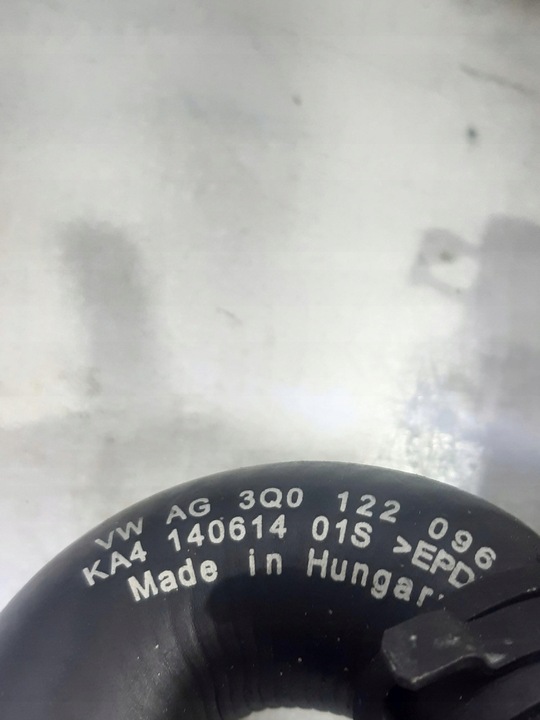 VW AG 3Q0 122 096
KA4 140614 01S >EPD
Made in Hungar